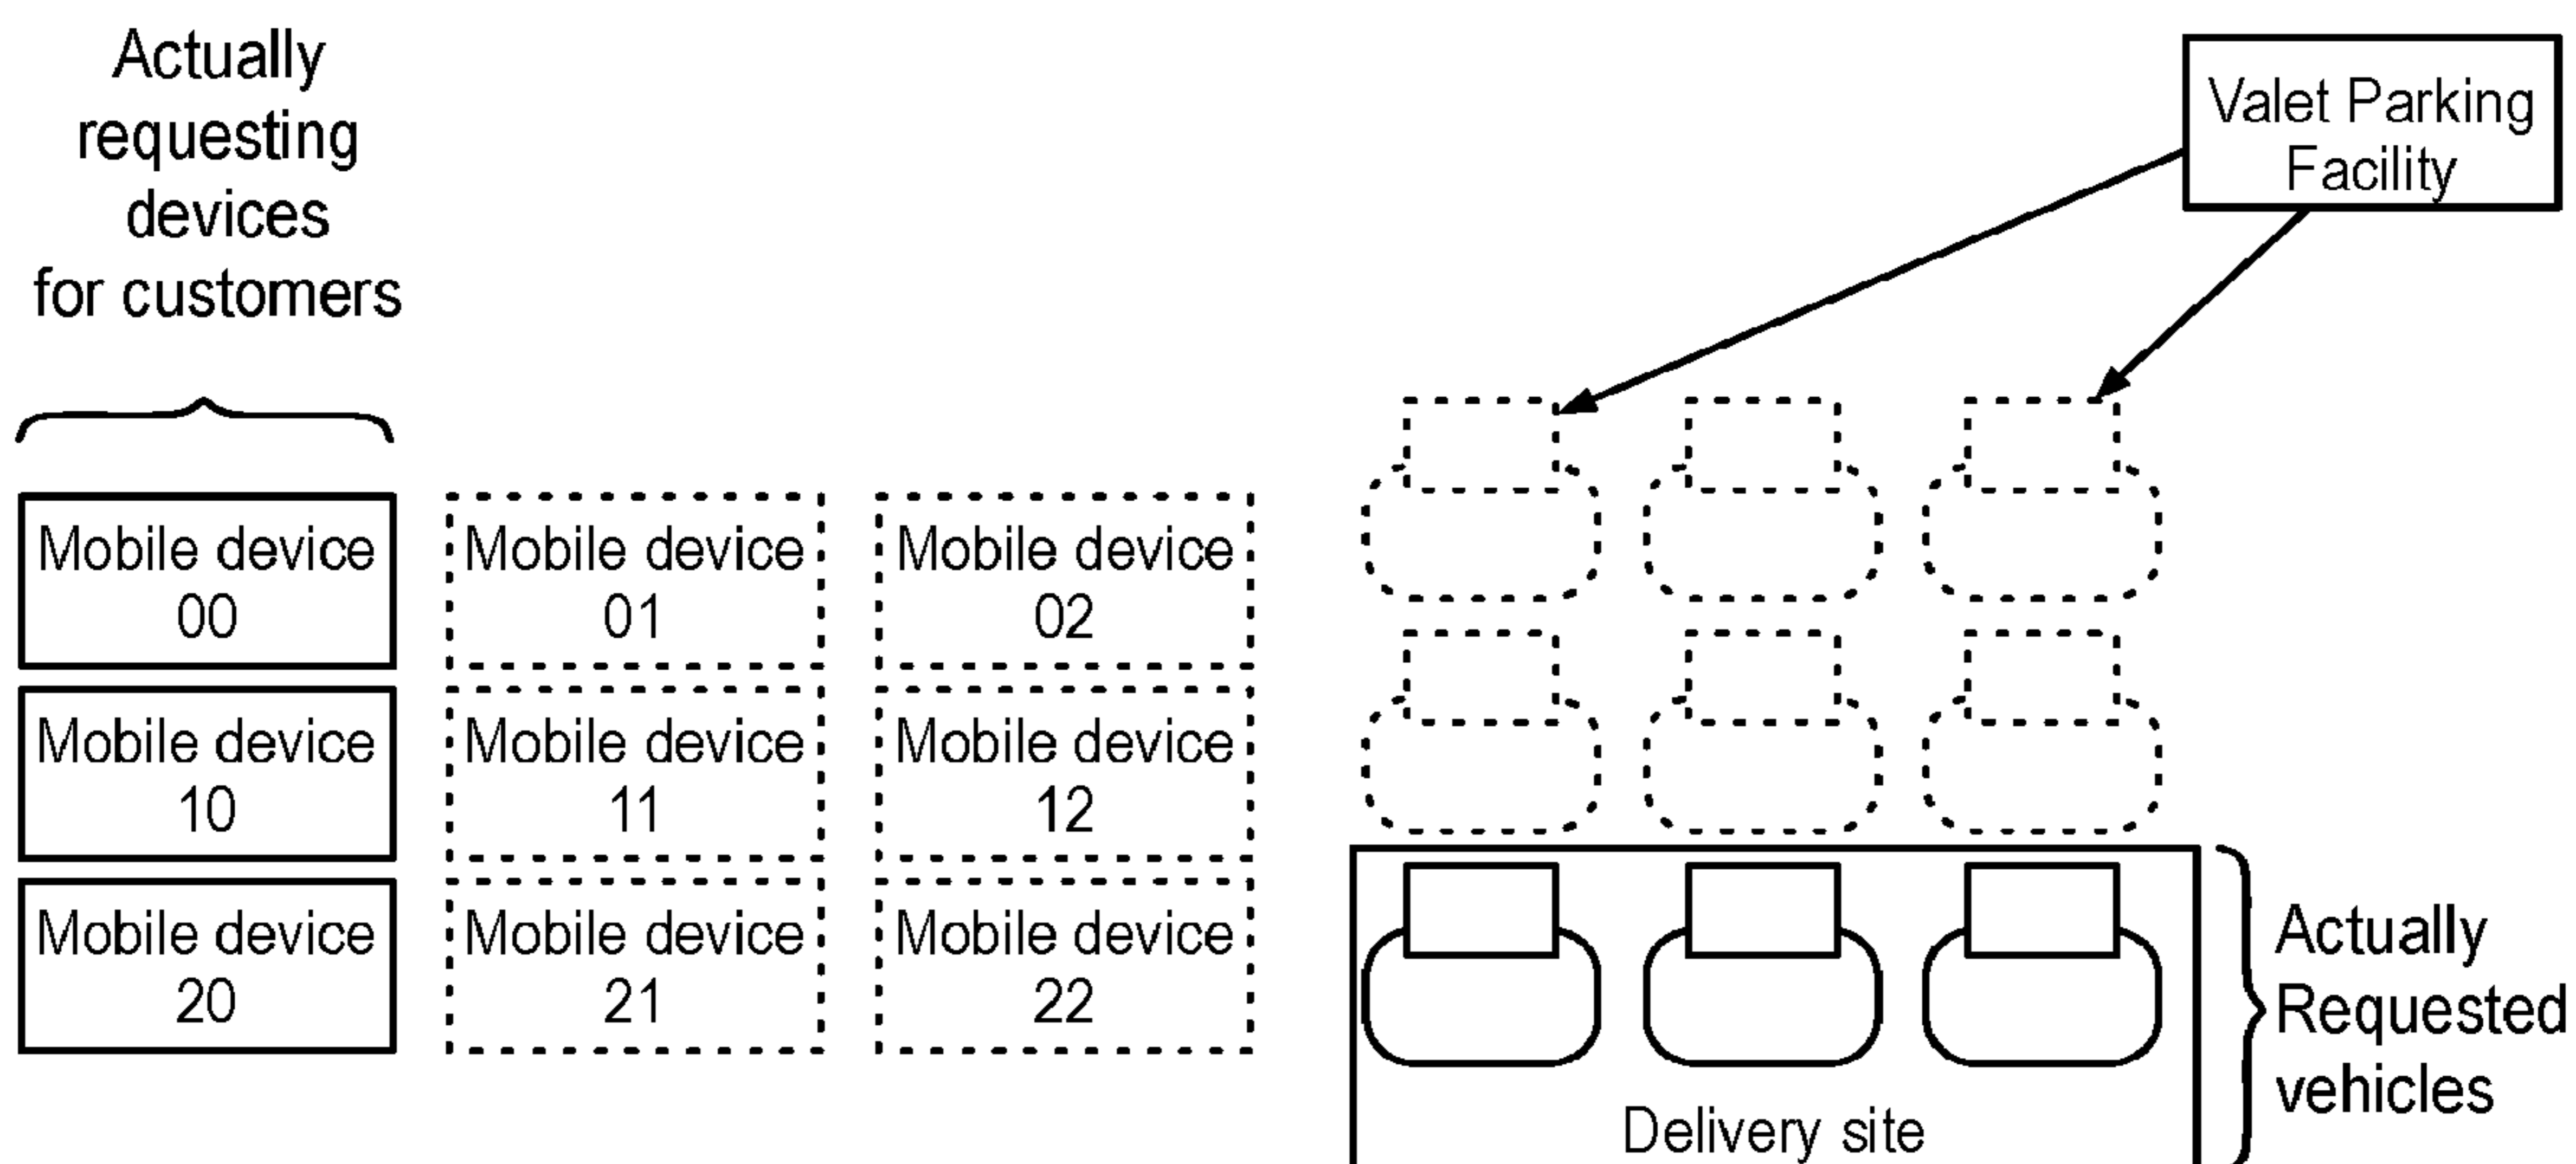 Actually
requesting
devices
for customers
Valet Parking
Facility
Mobile device
00
Mobile device
01
Mobile device
02
Mobile device
10
Mobile device
11
Mobile device
12
Mobile device
20
Mobile device
21
Mobile device
22
Actually
Requested
vehicles
Delivery site